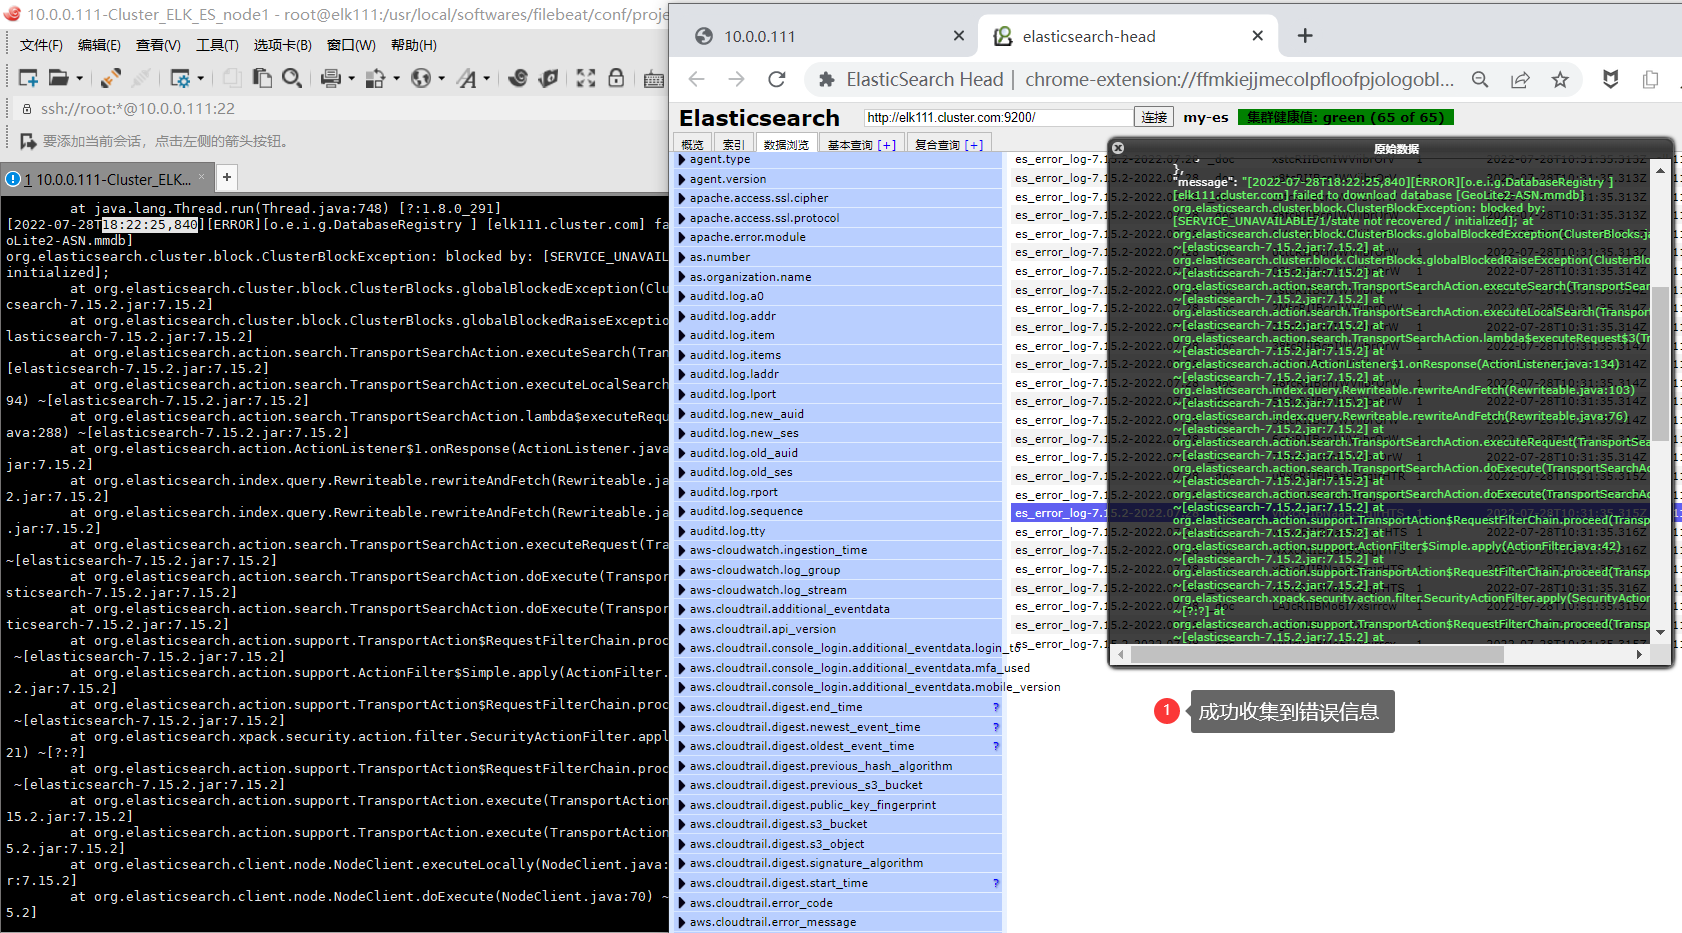 10.0.0.111-Cluster_ELK_ES_node1 - root@elk111:/usr/local/softwares/filebeat/conf/proje
文件(F) 编辑(E) 查看(V) 工具(T) 选项卡(B) 窗口(W) 帮助(H)
ssh://root:*@10.0.0.111:22
要添加当前会话，点击左侧的箭头按钮。
1 10.0.0.111-Cluster_ELK...
at java.lang.Thread.run(Thread.java:748) [?:1.8.0_291]
[2022-07-28T18:22:25,840][ERROR][o.e.i.g.DatabaseRegistry ] [elk111.cluster.com] fa
oLite2-ASN.mmdb]
org.elasticsearch.cluster.block.ClusterBlockException: blocked by: [SERVICE_UNAVAIL
initialized];
at org.elasticsearch.cluster.block.ClusterBlocks.globalBlockedException(Clu
csearch-7.15.2.jar:7.15.2]
at org.elasticsearch.cluster.block.ClusterBlocks.globalBlockedRaiseExceptio
lasticsearch-7.15.2.jar:7.15.2]
at org.elasticsearch.action.search.TransportSearchAction.executeSearch(Tran
[elasticsearch-7.15.2.jar:7.15.2]
at org.elasticsearch.action.search.TransportSearchAction.executeLocalSearch
94) ~[elasticsearch-7.15.2.jar:7.15.2]
at org.elasticsearch.action.search.TransportSearchAction.lambda$executeRequ
ava:288) ~[elasticsearch-7.15.2.jar:7.15.2]
at org.elasticsearch.action.ActionListener$1.onResponse(ActionListener.java
jar:7.15.2]
at org.elasticsearch.index.query.Rewriteable.rewriteAndFetch(Rewriteable.ja
2.jar:7.15.2]
at org.elasticsearch.index.query.Rewriteable.rewriteAndFetch(Rewriteable.ja
.jar:7.15.2]
at org.elasticsearch.action.search.TransportSearchAction.executeRequest(Tra
~[elasticsearch-7.15.2.jar:7.15.2]
at org.elasticsearch.action.search.TransportSearchAction.doExecute(Transpor
sticsearch-7.15.2.jar:7.15.2]
at org.elasticsearch.action.search.TransportSearchAction.doExecute(Transpor
ticsearch-7.15.2.jar:7.15.2]
at org.elasticsearch.action.support.TransportAction$RequestFilterChain.proc
~[elasticsearch-7.15.2.jar:7.15.2]
at org.elasticsearch.action.support.ActionFilter$Simple.apply(ActionFilter.
.2.jar:7.15.2]
at org.elasticsearch.action.support.TransportAction$RequestFilterChain.proc
~[elasticsearch-7.15.2.jar:7.15.2]
at org.elasticsearch.xpack.security.action.filter.SecurityActionFilter.appl
21) ~[?:?]
at org.elasticsearch.action.support.TransportAction$RequestFilterChain.proc
~[elasticsearch-7.15.2.jar:7.15.2]
at org.elasticsearch.action.support.TransportAction.execute(TransportAction
15.2.jar:7.15.2]
at org.elasticsearch.action.support.TransportAction.execute(TransportAction
5.2.jar:7.15.2]
at org.elasticsearch.client.node.NodeClient.executeLocally(NodeClient.java:
r:7.15.2]
at org.elasticsearch.client.node.NodeClient.doExecute(NodeClient.java:70) ~
5.2]
10.0.0.111
elasticsearch-head
ElasticSearch Head | chrome-extension://ffmkiejjmecolpfloofpjologobl...
Elasticsearch http://elk111.cluster.com:9200/ 连接 my-es 集群健康值: green (65 of 65)
概览 索引 数据浏览 基本查询 [+] 复合查询 [+]
agent.type
agent.version
apache.access.ssl.cipher
apache.access.ssl.protocol
apache.error.module
as.number
as.organization.name
auditd.log.a0
auditd.log.addr
auditd.log.item
auditd.log.items
auditd.log.laddr
auditd.log.lport
auditd.log.new_auid
auditd.log.new_ses
auditd.log.old_auid
auditd.log.old_ses
auditd.log.rport
auditd.log.sequence
auditd.log.tty
aws-cloudwatch.ingestion_time
aws-cloudwatch.log_group
aws-cloudwatch.log_stream
aws.cloudtrail.additional_eventdata
aws.cloudtrail.api_version
aws.cloudtrail.console_login.additional_eventdata.login_to
aws.cloudtrail.console_login.additional_eventdata.mfa_used
aws.cloudtrail.console_login.additional_eventdata.mobile_version
aws.cloudtrail.digest.end_time ?
aws.cloudtrail.digest.newest_event_time ?
aws.cloudtrail.digest.oldest_event_time ?
aws.cloudtrail.digest.previous_hash_algorithm
aws.cloudtrail.digest.previous_s3_bucket
aws.cloudtrail.digest.public_key_fingerprint
aws.cloudtrail.digest.s3_bucket
aws.cloudtrail.digest.s3_object
aws.cloudtrail.digest.signature_algorithm
aws.cloudtrail.digest.start_time ?
aws.cloudtrail.error_code
aws.cloudtrail.error_message
原始数据
},
"message": "[2022-07-28T18:22:25,840][ERROR][o.e.i.g.DatabaseRegistry ]
[elk111.cluster.com] failed to download database [GeoLite2-ASN.mmdb]
org.elasticsearch.cluster.block.ClusterBlockException: blocked by:
[SERVICE_UNAVAILABLE/1/state not recovered / initialized]; at
org.elasticsearch.cluster.block.ClusterBlocks.globalBlockedException(ClusterBlocks.ja
~[elasticsearch-7.15.2.jar:7.15.2] at
org.elasticsearch.cluster.block.ClusterBlocks.globalBlockedRaiseException(ClusterBlo
~[elasticsearch-7.15.2.jar:7.15.2] at
org.elasticsearch.action.search.TransportSearchAction.executeSearch(TransportSear
~[elasticsearch-7.15.2.jar:7.15.2] at
org.elasticsearch.action.search.TransportSearchAction.executeLocalSearch(Transport
~[elasticsearch-7.15.2.jar:7.15.2] at
org.elasticsearch.action.search.TransportSearchAction.lambda$executeRequest$3(Tr
~[elasticsearch-7.15.2.jar:7.15.2] at
org.elasticsearch.action.ActionListener$1.onResponse(ActionListener.java:134)
~[elasticsearch-7.15.2.jar:7.15.2] at
org.elasticsearch.index.query.Rewriteable.rewriteAndFetch(Rewriteable.java:103)
~[elasticsearch-7.15.2.jar:7.15.2] at
org.elasticsearch.index.query.Rewriteable.rewriteAndFetch(Rewriteable.java:76)
~[elasticsearch-7.15.2.jar:7.15.2] at
org.elasticsearch.action.search.TransportSearchAction.executeRequest(TransportSea
~[elasticsearch-7.15.2.jar:7.15.2] at
org.elasticsearch.action.search.TransportSearchAction.doExecute(TransportSearchAc
~[elasticsearch-7.15.2.jar:7.15.2] at
org.elasticsearch.action.search.TransportSearchAction.doExecute(TransportSearchAc
~[elasticsearch-7.15.2.jar:7.15.2] at
org.elasticsearch.action.support.TransportAction$RequestFilterChain.proceed(Transp
~[elasticsearch-7.15.2.jar:7.15.2] at
org.elasticsearch.action.support.ActionFilter$Simple.apply(ActionFilter.java:42)
~[elasticsearch-7.15.2.jar:7.15.2] at
org.elasticsearch.action.support.TransportAction$RequestFilterChain.proceed(Transp
~[elasticsearch-7.15.2.jar:7.15.2] at
org.elasticsearch.xpack.security.action.filter.SecurityActionFilter.apply(SecurityAction
~[?:?] at
org.elasticsearch.action.support.TransportAction$RequestFilterChain.proceed(Transp
~[elasticsearch-7.15.2.jar:7.15.2] at
1 成功收集到错误信息